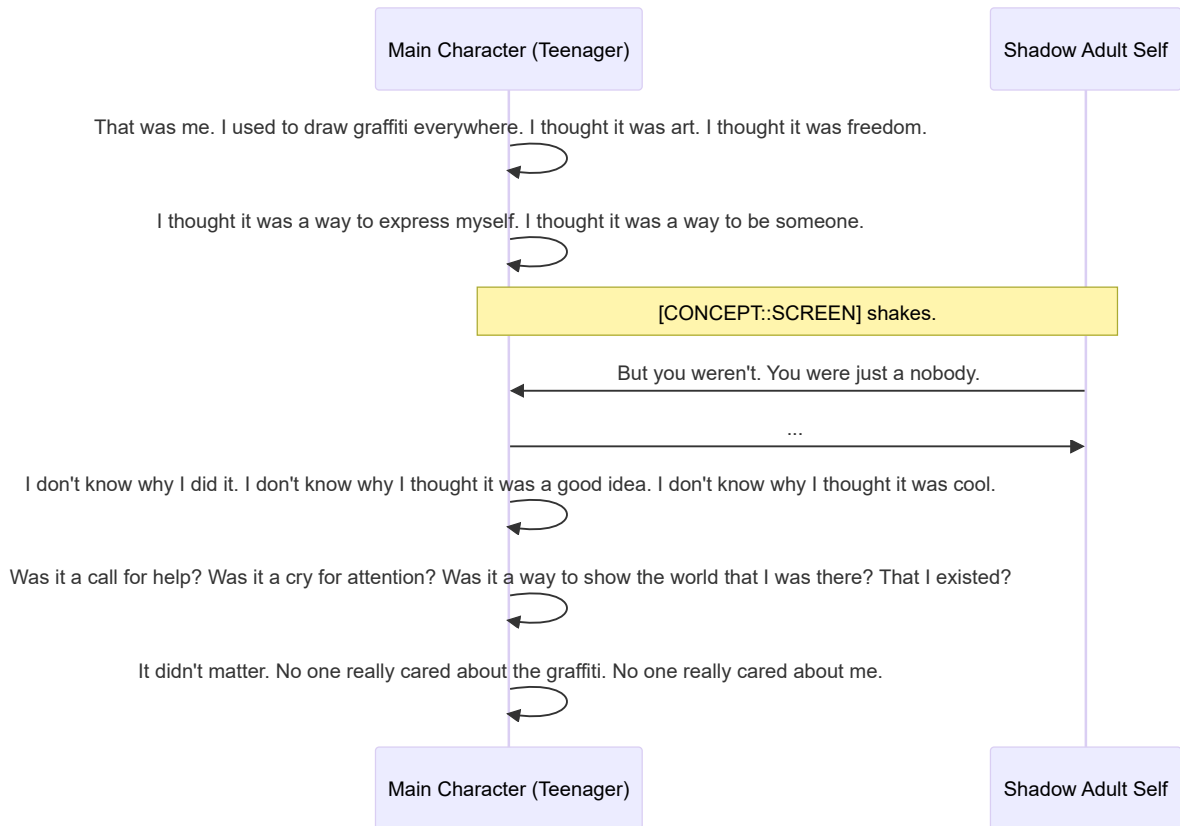 Main Character (Teenager)
Shadow Adult Self
That was me. I used to draw graffiti everywhere. I thought it was art. I thought it was freedom.
I thought it was a way to express myself. I thought it was a way to be someone.
[CONCEPT::SCREEN] shakes.
But you weren't. You were just a nobody.
...
I don't know why I did it. I don't know why I thought it was a good idea. I don't know why I thought it was cool.
Was it a call for help? Was it a cry for attention? Was it a way to show the world that I was there? That I existed?
It didn't matter. No one really cared about the graffiti. No one really cared about me.
Main Character (Teenager)
Shadow Adult Self